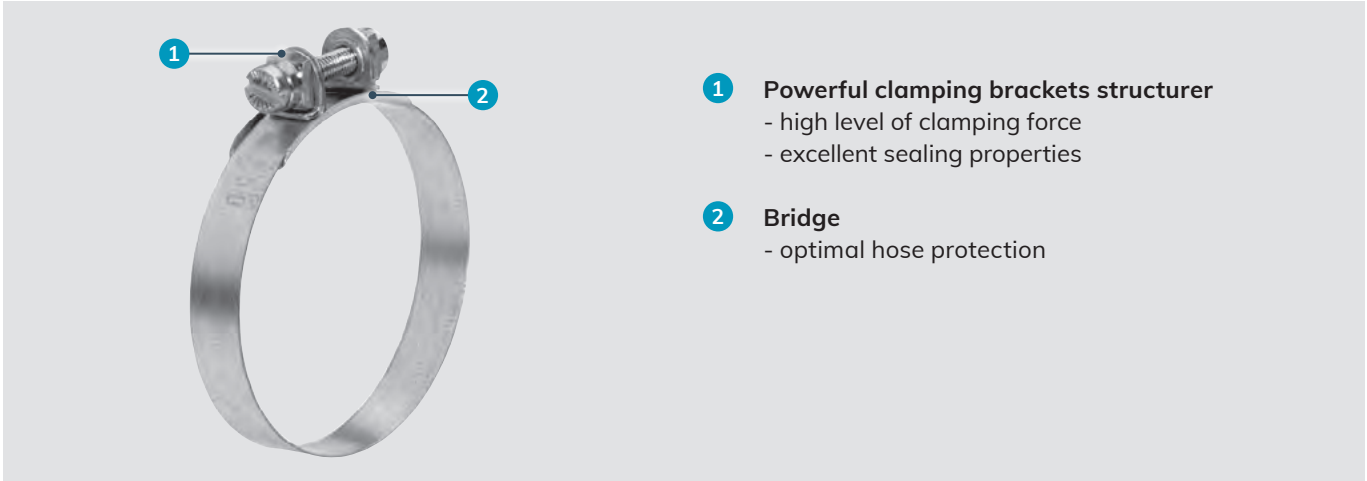 1
2
1 Powerful clamping brackets structurer
- high level of clamping force
- excellent sealing properties
2 Bridge
- optimal hose protection